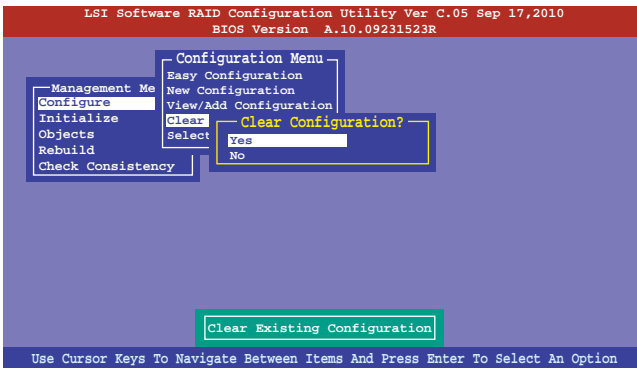 LSI Software RAID Configuration Utility Ver C.05 Sep 17,2010
BIOS Version A.10.09231523R
Configuration Menu
Easy Configuration
New Configuration
View/Add Configuration
Clear
Select
Management Me
Configure
Initialize
Objects
Rebuild
Check Consistency
Clear Configuration?
Yes
No
Clear Existing Configuration
Use Cursor Keys To Navigate Between Items And Press Enter To Select An Option